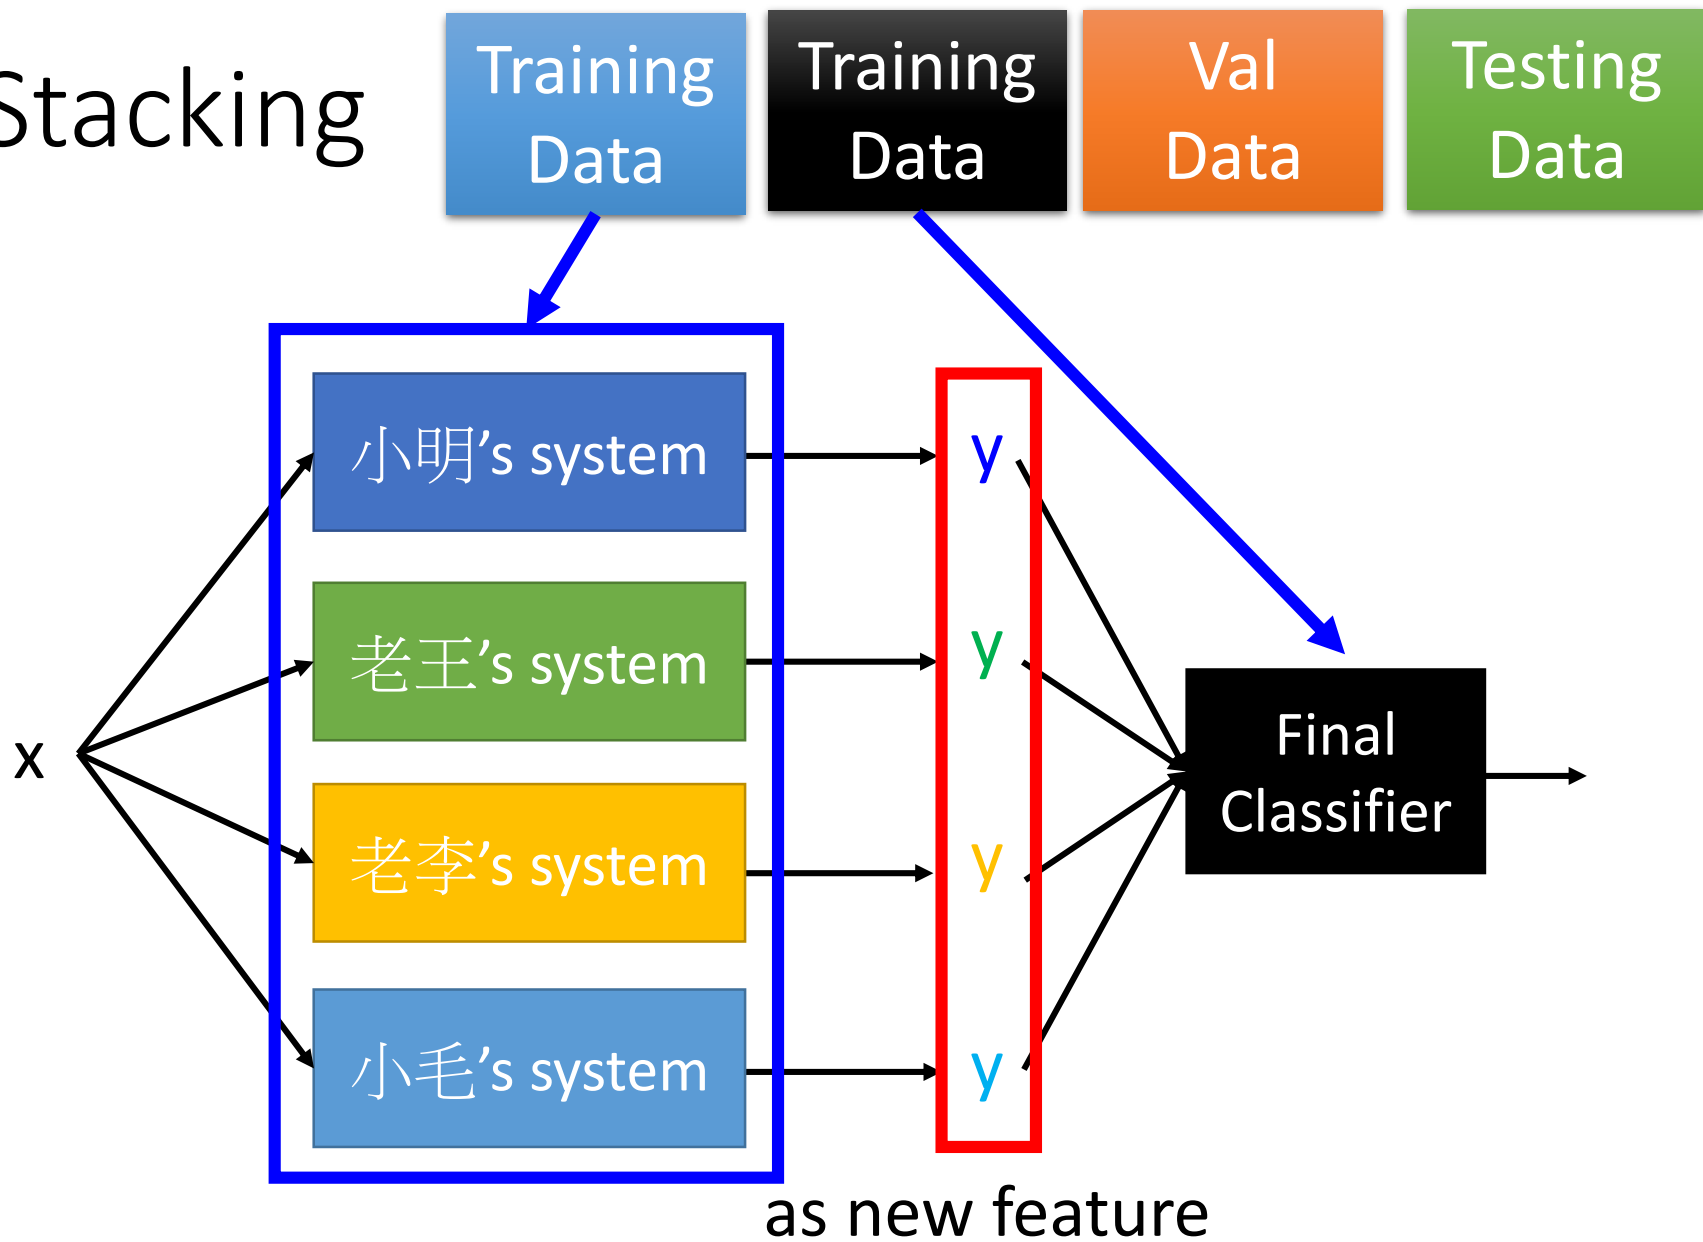 Stacking
Training
Data
Training
Data
Val
Data
Testing
Data
小明’s system
y
老王’s system
y
x
老李’s system
y
小毛’s system
y
Final
Classifier
as new feature